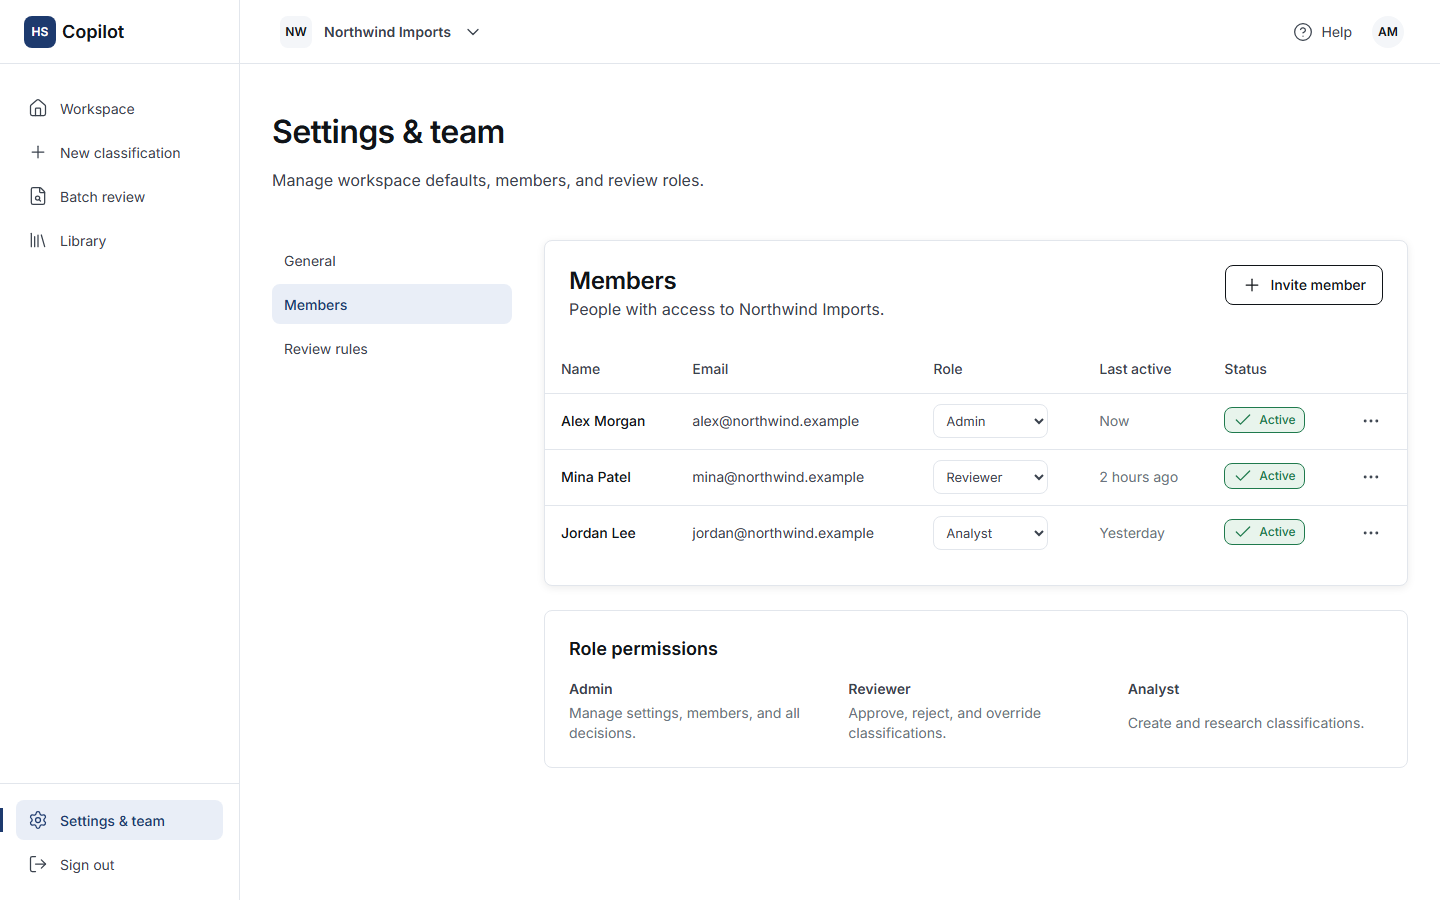 HS Copilot
NW Northwind Imports
Help
AM
Workspace
New classification
Batch review
Library
Settings & team
Sign out
Settings & team
Manage workspace defaults, members, and review roles.
General
Members
Review rules
Members
People with access to Northwind Imports.
Invite member
Name Email Role Last active Status
Alex Morgan alex@northwind.example Admin Now Active
Mina Patel mina@northwind.example Reviewer 2 hours ago Active
Jordan Lee jordan@northwind.example Analyst Yesterday Active
Role permissions
Admin
Manage settings, members, and all
decisions.
Reviewer
Approve, reject, and override
classifications.
Analyst
Create and research classifications.